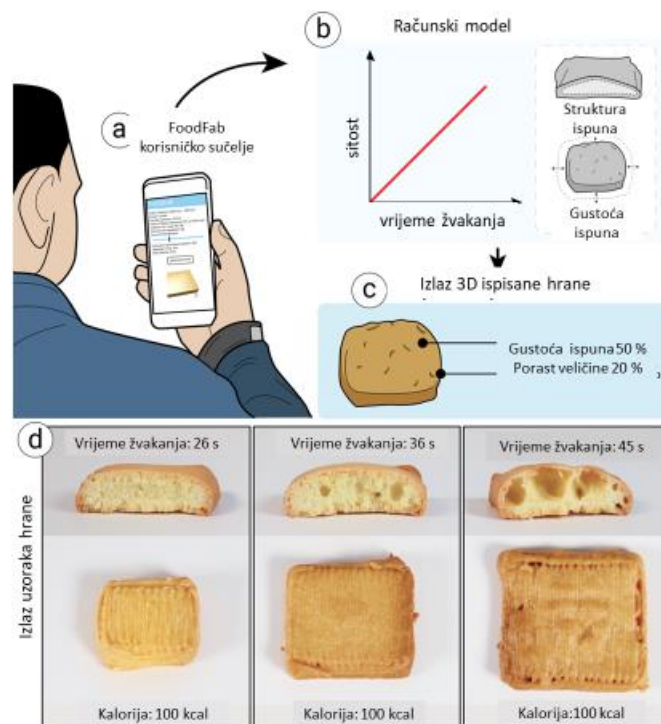 a
FoodFab
korisničko sučelje
b
Računski model
sitost
vrijeme žvakanja
Struktura
ispuna
Gustoća
ispuna
c
Izlaz 3D ispisane hrane
Gustoća ispuna 50 %
Porast veličine 20 %
d
Izlaz uzoraka hrane
Vrijeme žvakanja: 26 s
Vrijeme žvakanja: 36 s
Vrijeme žvakanja: 45 s
Kalorija: 100 kcal
Kalorija: 100 kcal
Kalorija: 100 kcal